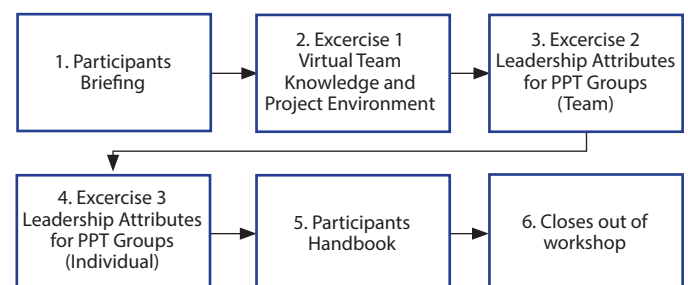 1. Participants
Briefing
2. Excercise 1
Virtual Team
Knowledge and
Project Environment
3. Excercise 2
Leadership Attributes
for PPT Groups
(Team)
4. Excercise 3
Leadership Attributes
for PPT Groups
(Individual)
5. Participants
Handbook
6. Closes out of
workshop